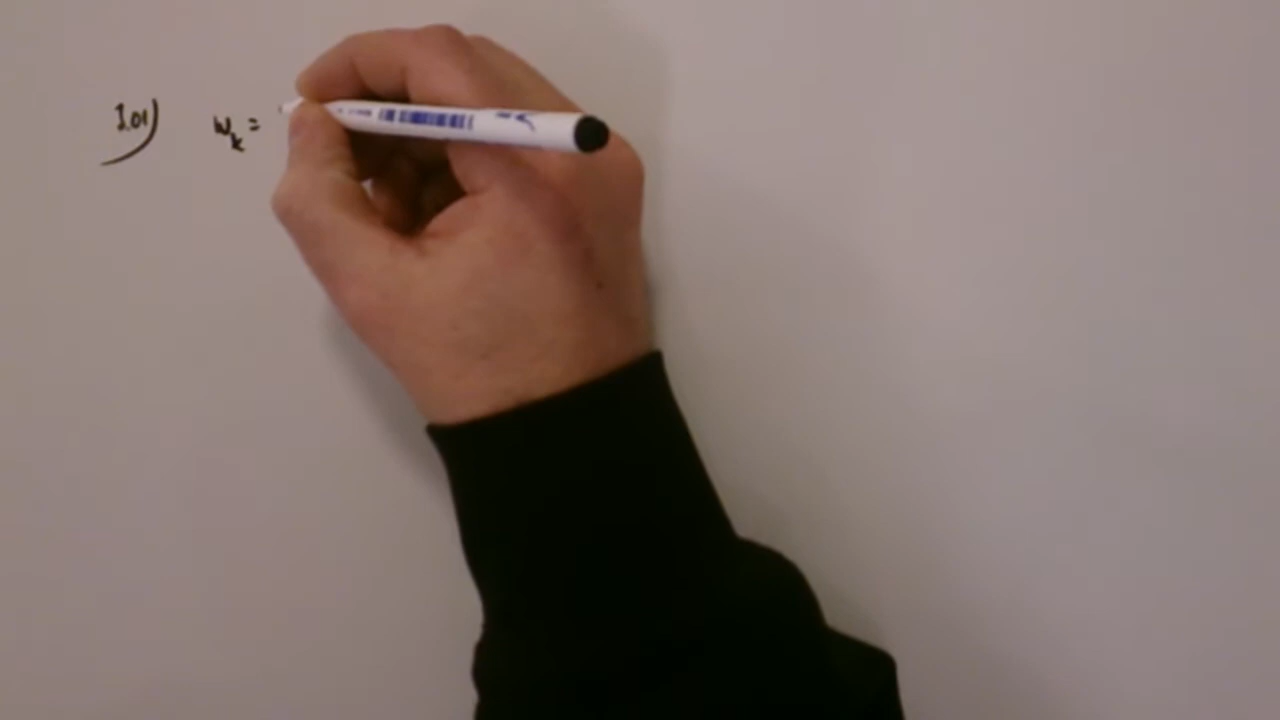 1.01) w_k =